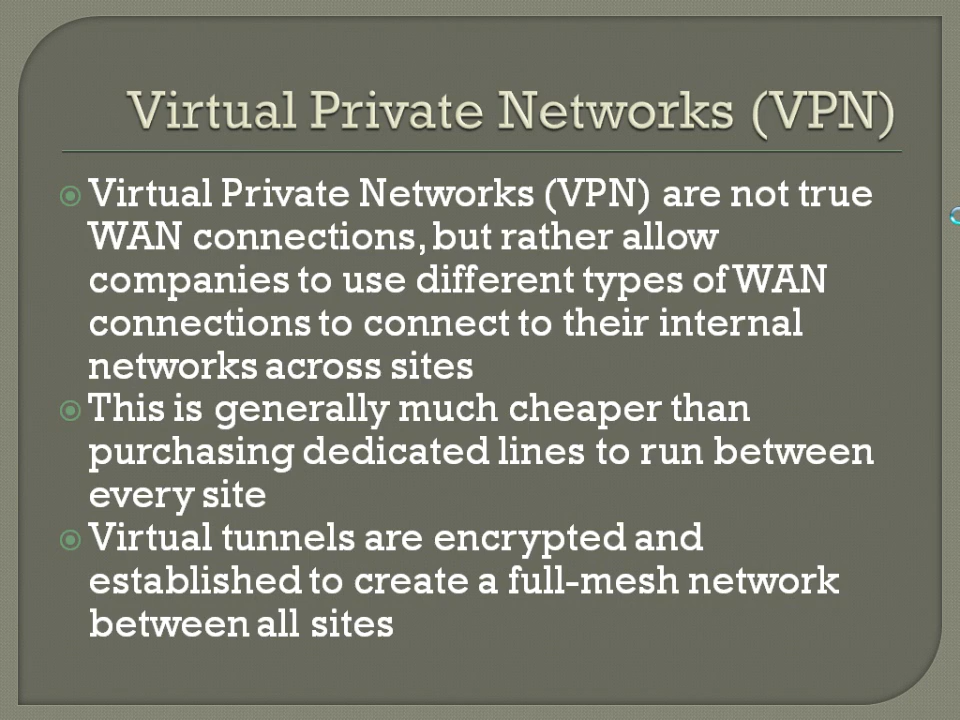 Virtual Private Networks (VPN)
Virtual Private Networks (VPN) are not true
WAN connections, but rather allow
companies to use different types of WAN
connections to connect to their internal
networks across sites
This is generally much cheaper than
purchasing dedicated lines to run between
every site
Virtual tunnels are encrypted and
established to create a full-mesh network
between all sites